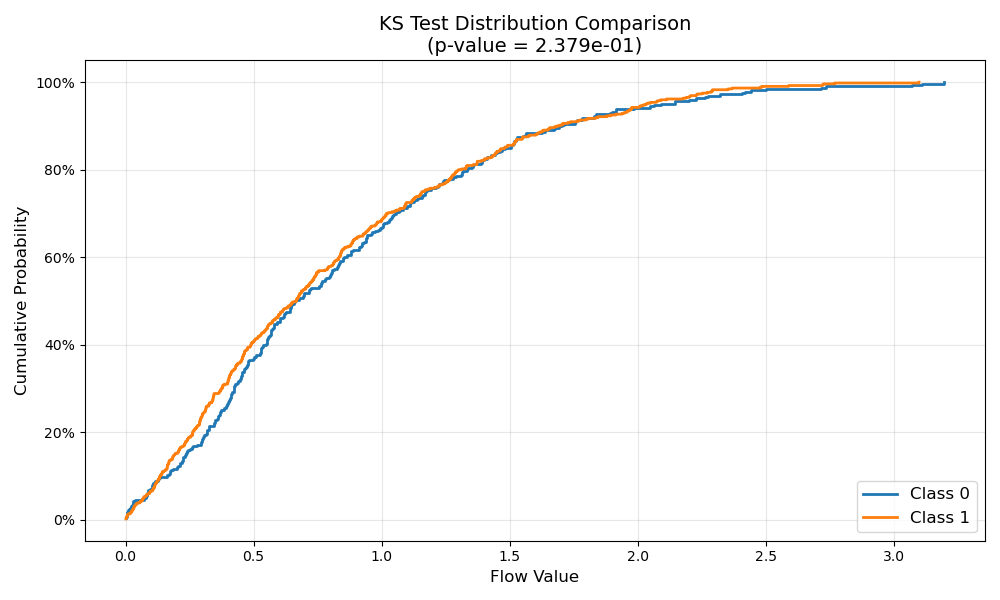 KS Test Distribution Comparison
(p-value = 2.379e-01)
100%
80%
60%
40%
20%
0%
Cumulative Probability
0.0 0.5 1.0 1.5 2.0 2.5 3.0
Flow Value
Class 0
Class 1